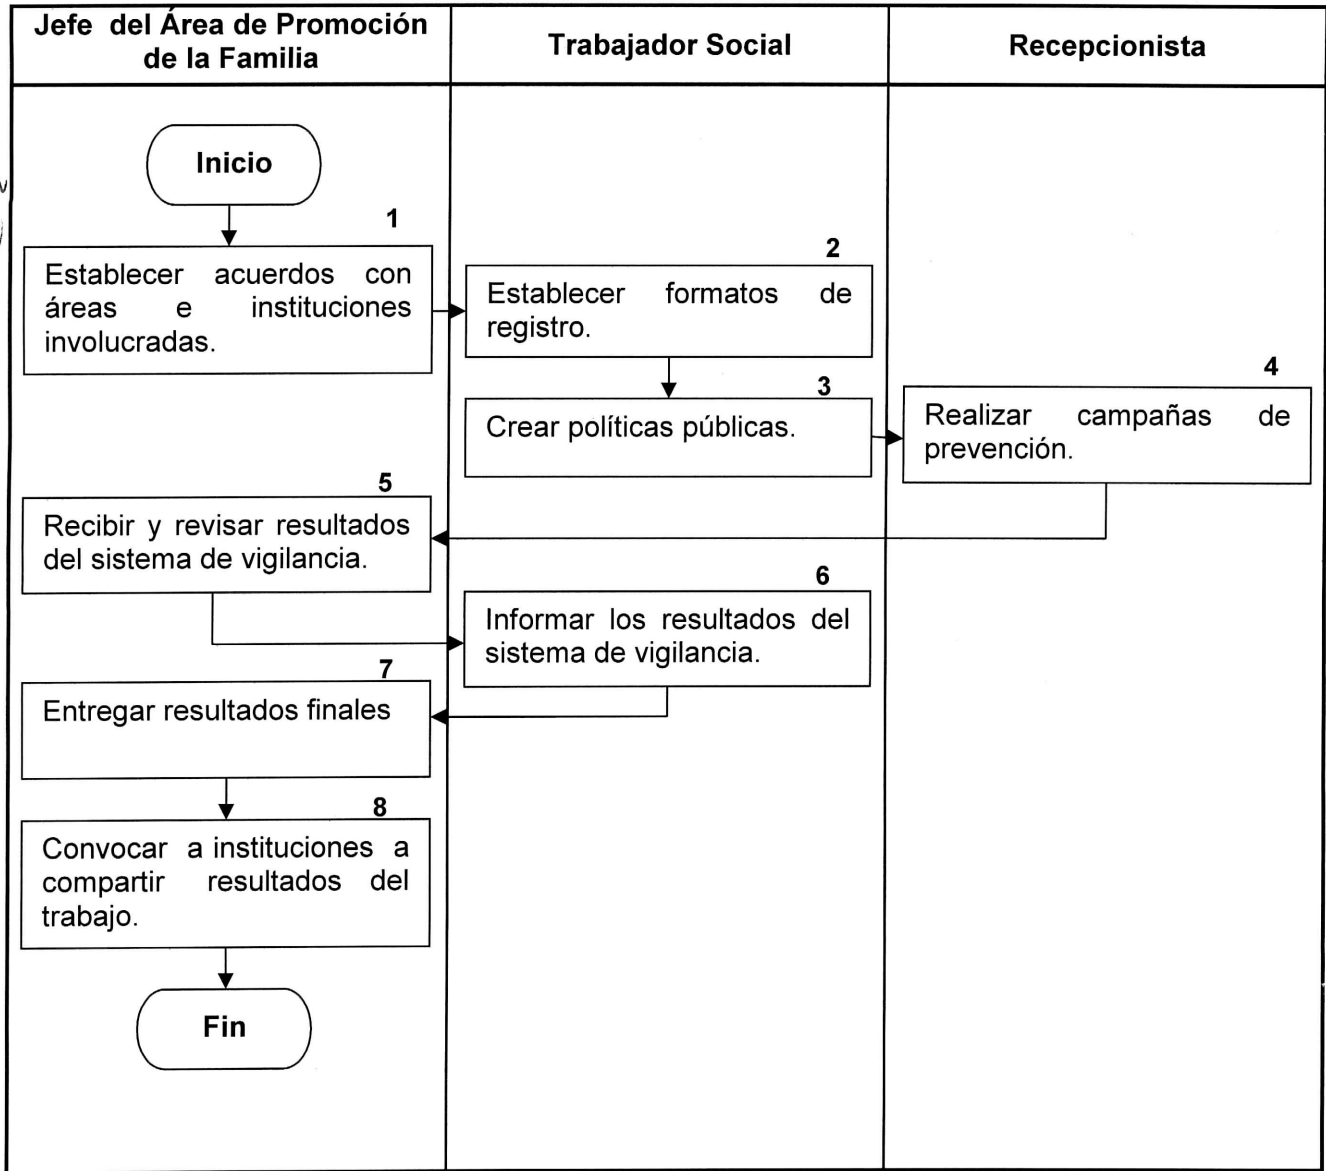 Jefe del Área de Promoción
de la Familia
Trabajador Social
Recepcionista
Inicio
1
Establecer acuerdos con
áreas e instituciones
involucradas.
2
Establecer formatos de
registro.
3
Crear políticas públicas.
4
Realizar campañas de
prevención.
5
Recibir y revisar resultados
del sistema de vigilancia.
6
Informar los resultados del
sistema de vigilancia.
7
Entregar resultados finales
8
Convocar a instituciones a
compartir resultados del
trabajo.
Fin